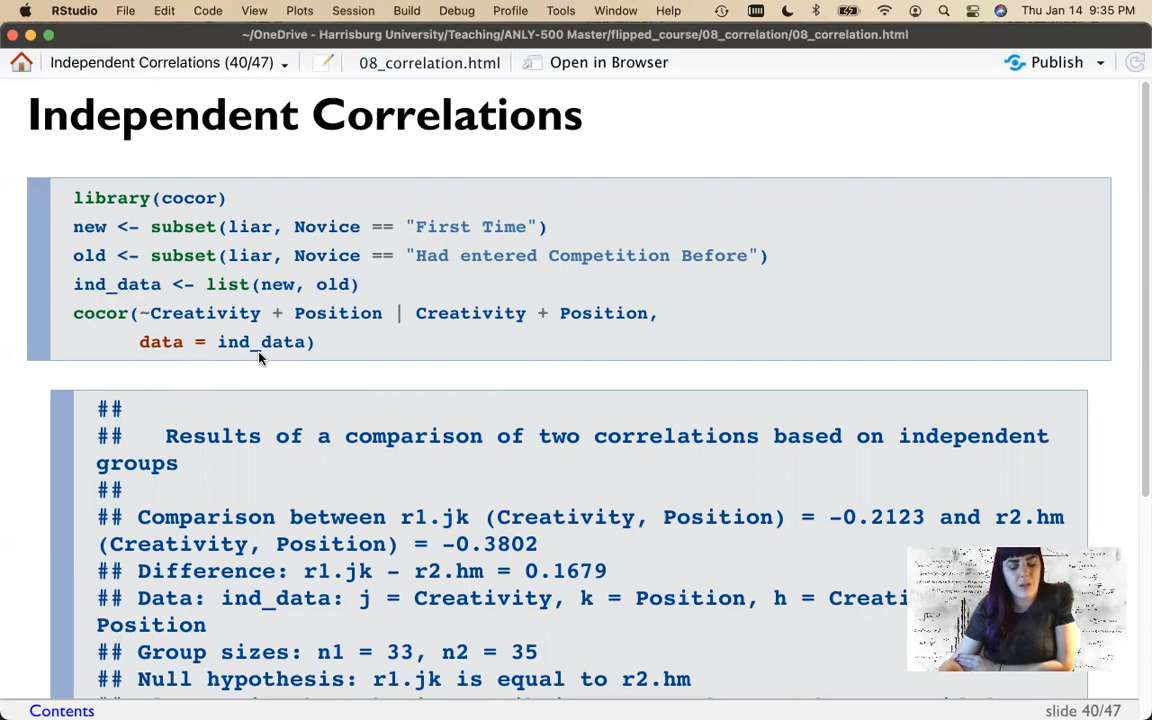 RStudio File Edit Code View Plots Session Build Debug Profile Tools Window Help Thu Jan 14 9:35 PM
~/OneDrive - Harrisburg University/Teaching/ANLY-500 Master/flipped_course/08_correlation/08_correlation.html
Independent Correlations (40/47) 08_correlation.html Open in Browser Publish
Independent Correlations
library(cocor)
new <- subset(liar, Novice == "First Time")
old <- subset(liar, Novice == "Had entered Competition Before")
ind_data <- list(new, old)
cocor(~Creativity + Position | Creativity + Position,
data = ind_data)
##
## Results of a comparison of two correlations based on independent
groups
##
## Comparison between r1.jk (Creativity, Position) = -0.2123 and r2.hm
(Creativity, Position) = -0.3802
## Difference: r1.jk - r2.hm = 0.1679
## Data: ind_data: j = Creativity, k = Position, h = Creati
Position
## Group sizes: n1 = 33, n2 = 35
## Null hypothesis: r1.jk is equal to r2.hm
Contents slide 40/47